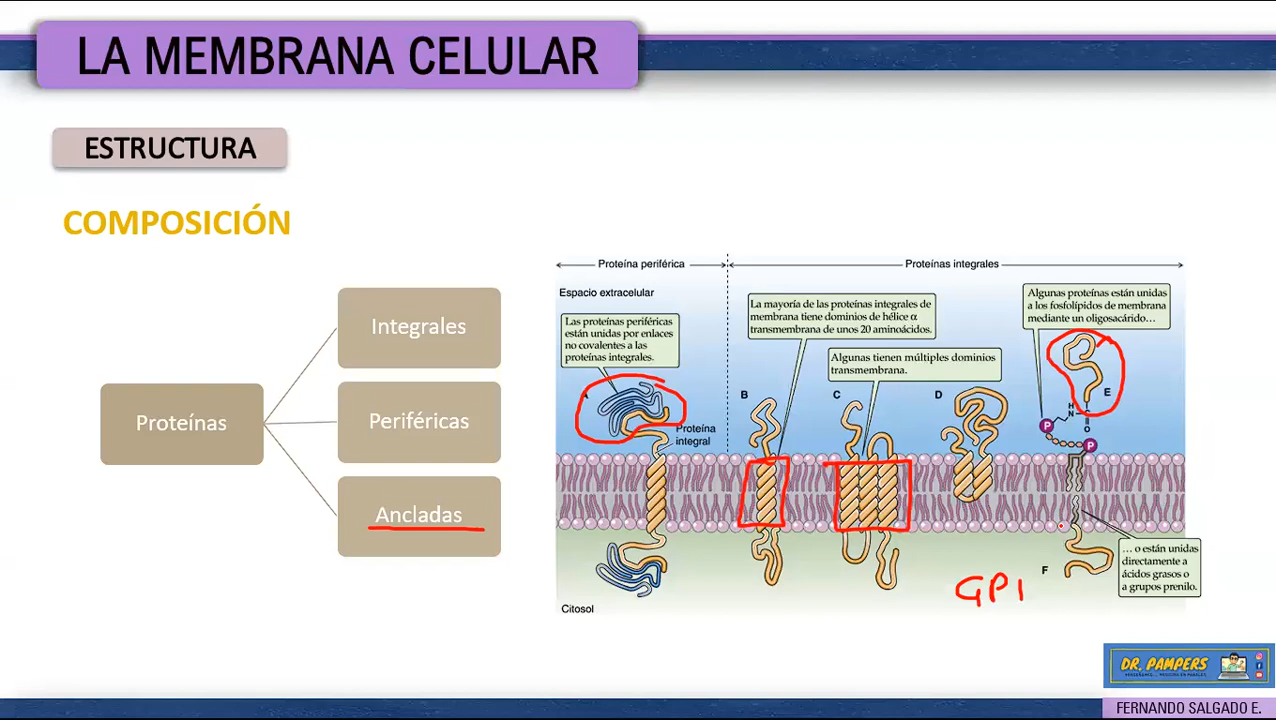 LA MEMBRANA CELULAR
ESTRUCTURA
COMPOSICIÓN
Proteínas
Integrales
Periféricas
Ancladas
Proteína periférica
Proteínas integrales
Espacio extracelular
Las proteínas periféricas
están unidas por enlaces
no covalentes a las
proteínas integrales.
La mayoría de las proteínas integrales de
membrana tiene dominios de hélice α
transmembrana de unos 20 aminoácidos.
Algunas tienen múltiples dominios
transmembrana.
Algunas proteínas están unidas
a los fosfolípidos de membrana
mediante un oligosacárido…
A
B
C
D
E
Proteína
integral
H
N
C
O
P
P
… o están unidas
directamente a
ácidos grasos o
a grupos prenilo.
F
GPI
Citosol
DR. PAMPERS
FERNANDO SALGADO E.